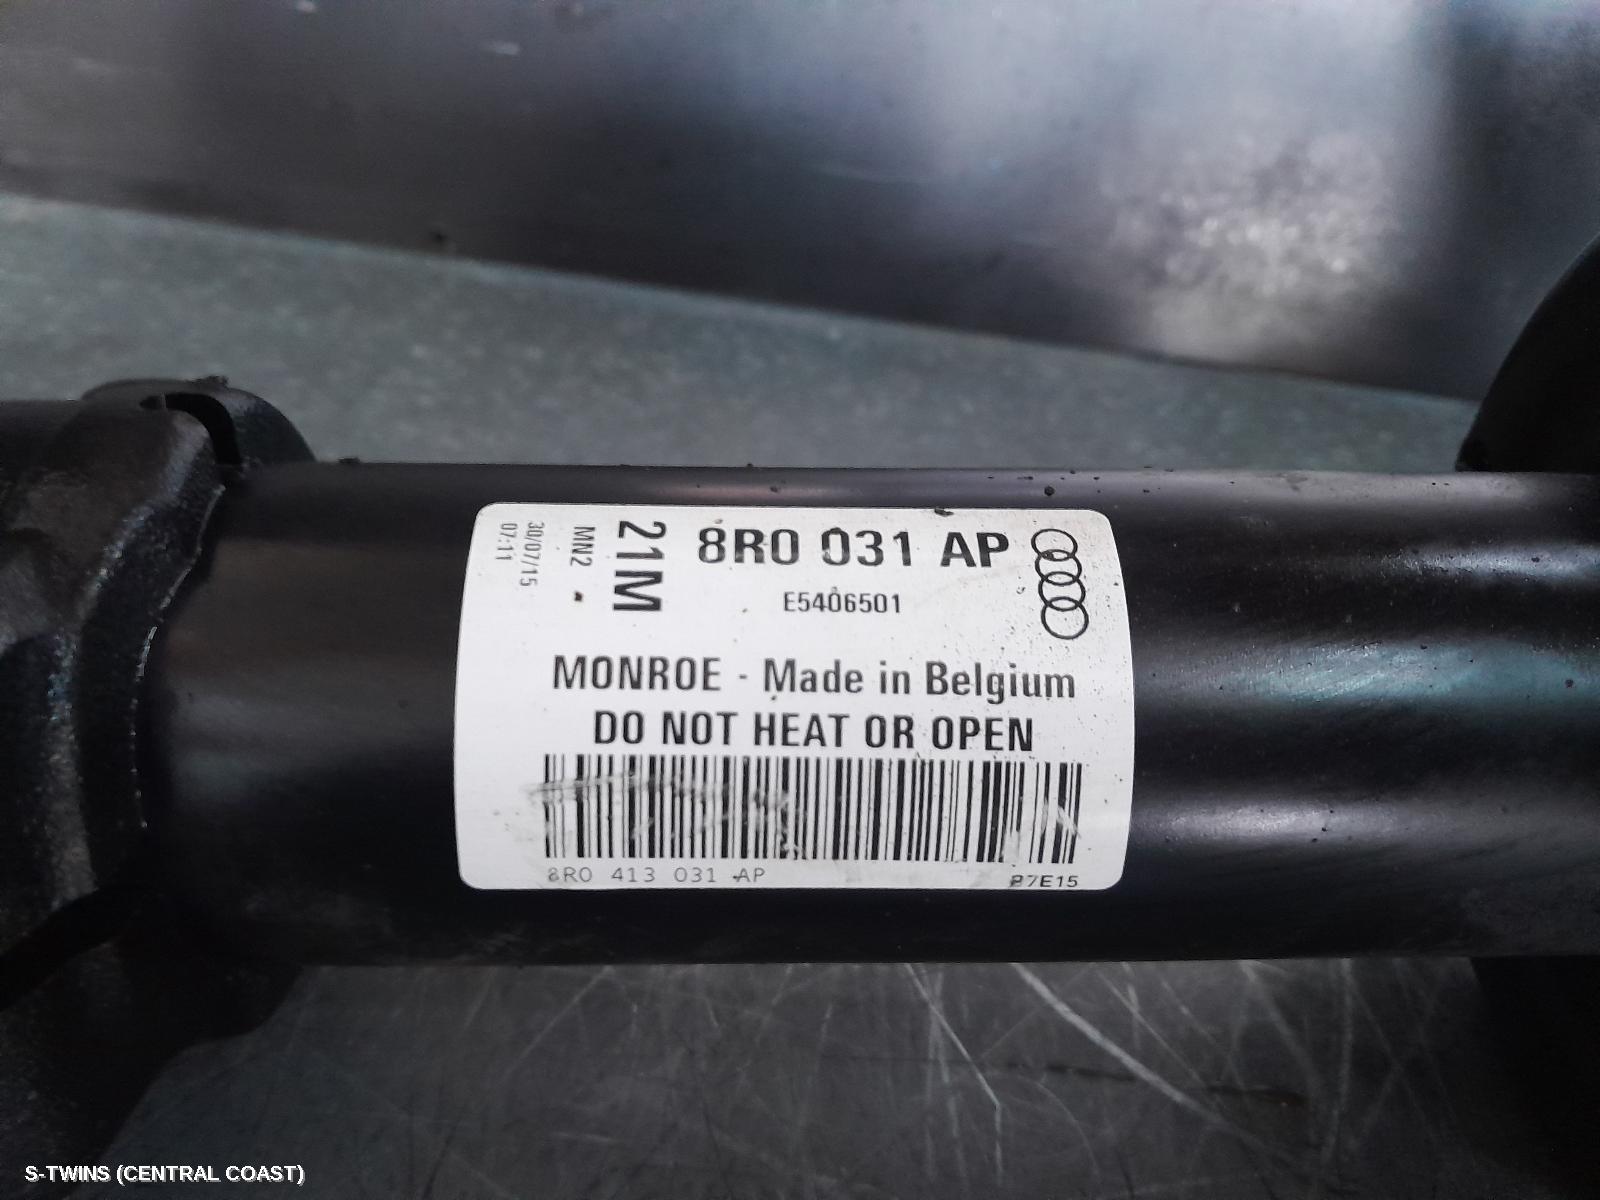 8R0 031 AP
E5406501
21M
MN2
30/07/15
07:11
MONROE - Made in Belgium
DO NOT HEAT OR OPEN
8R0 413 031 AP
27E15
S-TWINS (CENTRAL COAST)